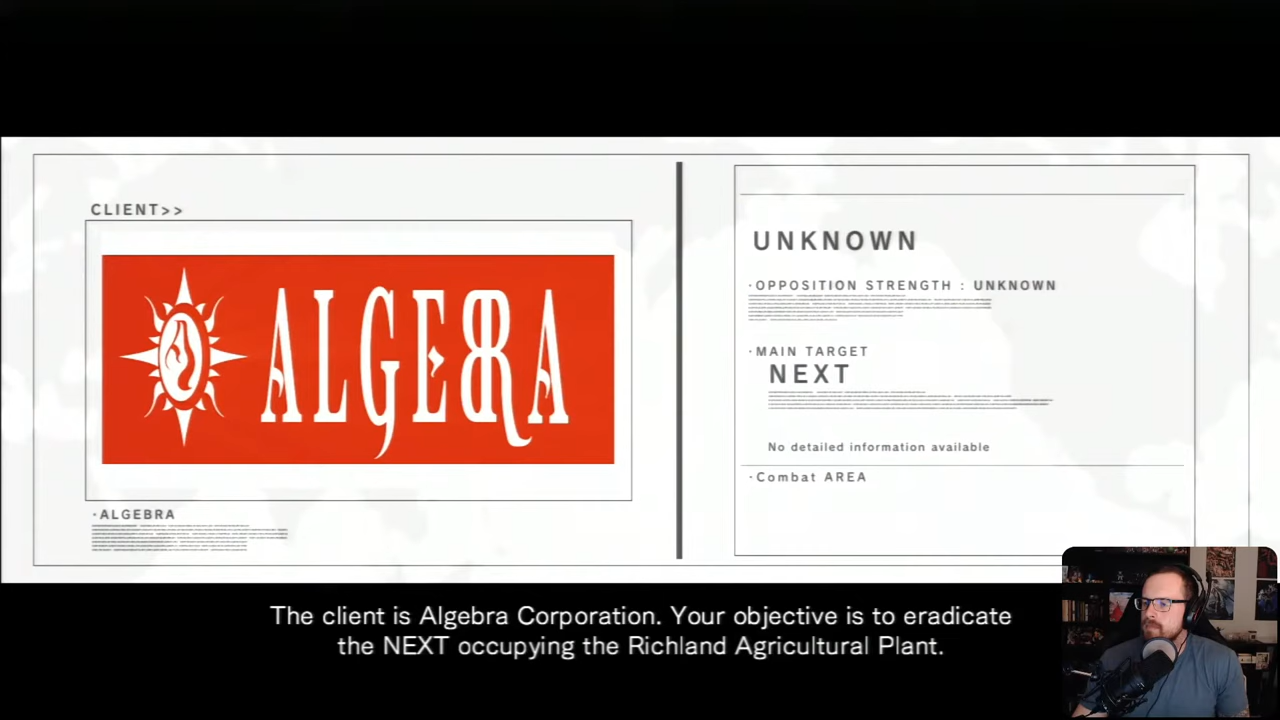 CLIENT>>
ALGEBRA
·ALGEBRA
UNKNOWN
·OPPOSITION STRENGTH : UNKNOWN
·MAIN TARGET
NEXT
No detailed information available
·Combat AREA
The client is Algebra Corporation. Your objective is to eradicate
the NEXT occupying the Richland Agricultural Plant.